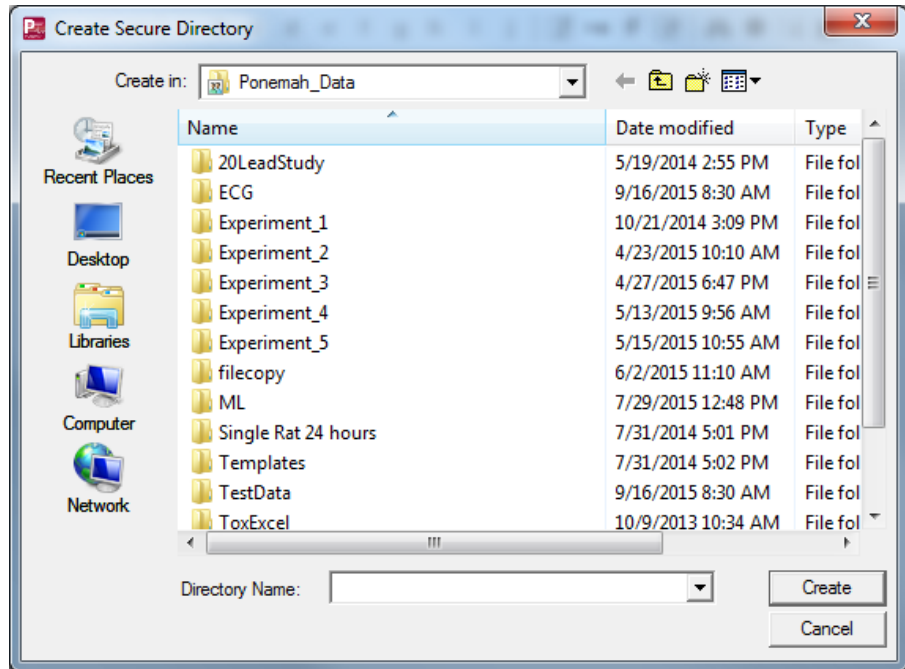 Create Secure Directory
Create in: Ponemah_Data
Name Date modified Type
20LeadStudy 5/19/2014 2:55 PM File fol
ECG 9/16/2015 8:30 AM File fol
Experiment_1 10/21/2014 3:09 PM File fol
Experiment_2 4/23/2015 10:10 AM File fol
Experiment_3 4/27/2015 6:47 PM File fol
Experiment_4 5/13/2015 9:56 AM File fol
Experiment_5 5/15/2015 10:55 AM File fol
filecopy 6/2/2015 11:10 AM File fol
ML 7/29/2015 12:48 PM File fol
Single Rat 24 hours 7/31/2014 5:01 PM File fol
Templates 7/31/2014 5:02 PM File fol
TestData 9/16/2015 8:30 AM File fol
ToxExcel 10/9/2013 10:34 AM File fol
Recent Places
Desktop
Libraries
Computer
Network
Directory Name:
Create
Cancel